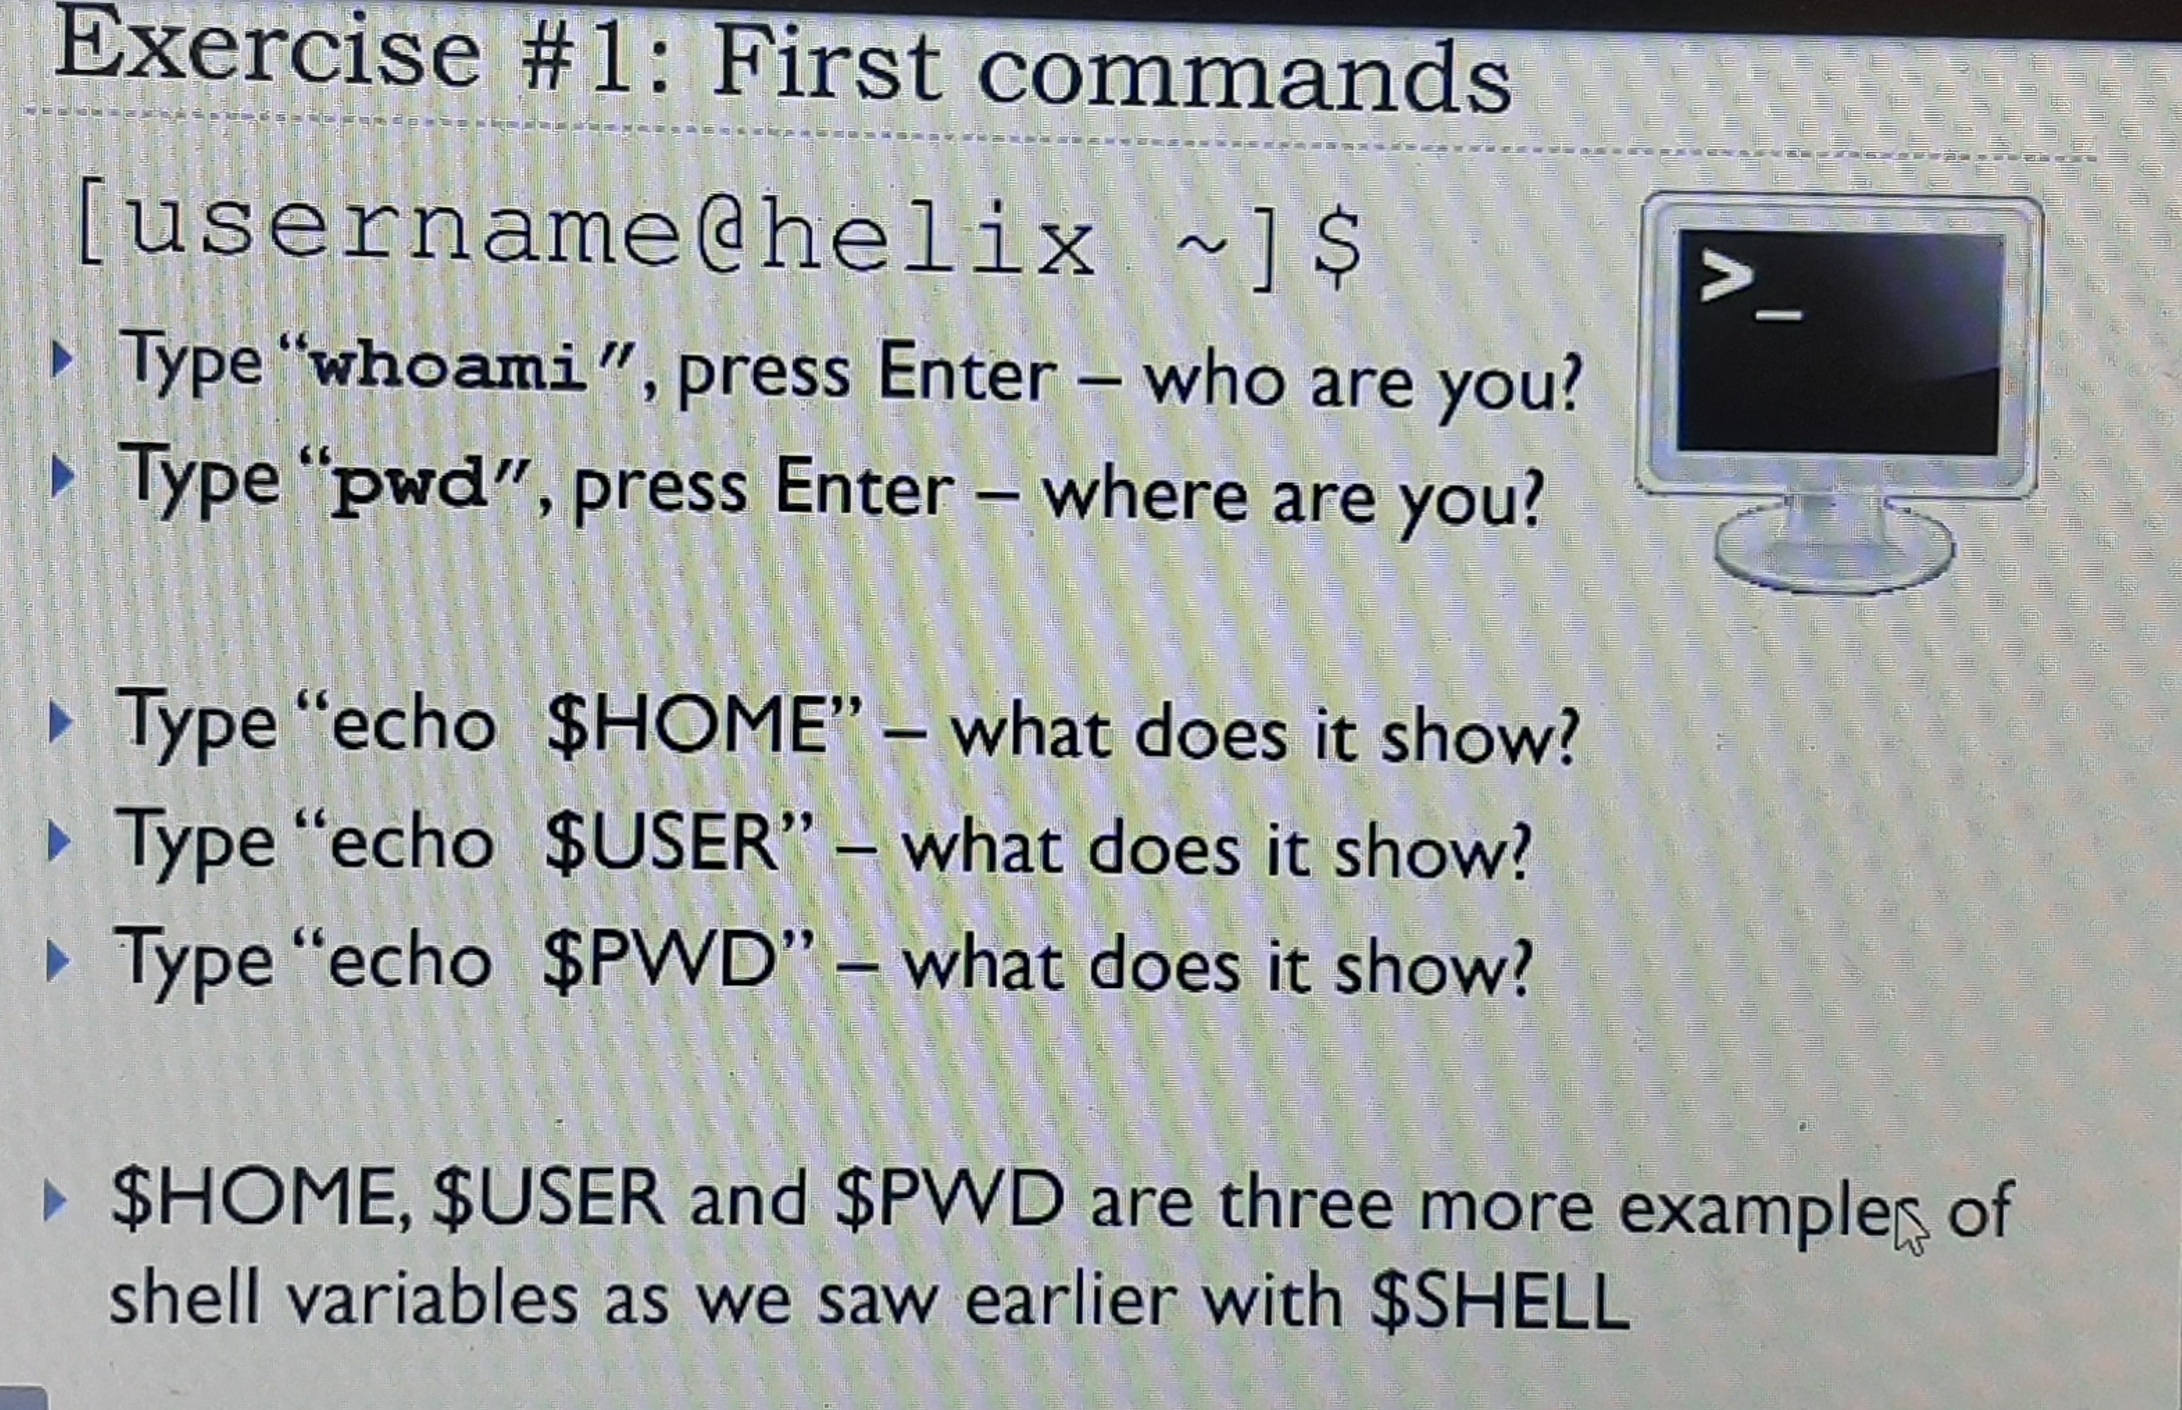 Exercise #1: First commands
[username@helix ~]$
>_
Type “whoami”, press Enter – who are you?
Type “pwd”, press Enter – where are you?
Type “echo  $HOME” – what does it show?
Type “echo  $USER” – what does it show?
Type “echo  $PWD” – what does it show?
$HOME, $USER and $PWD are three more examples of
shell variables as we saw earlier with $SHELL